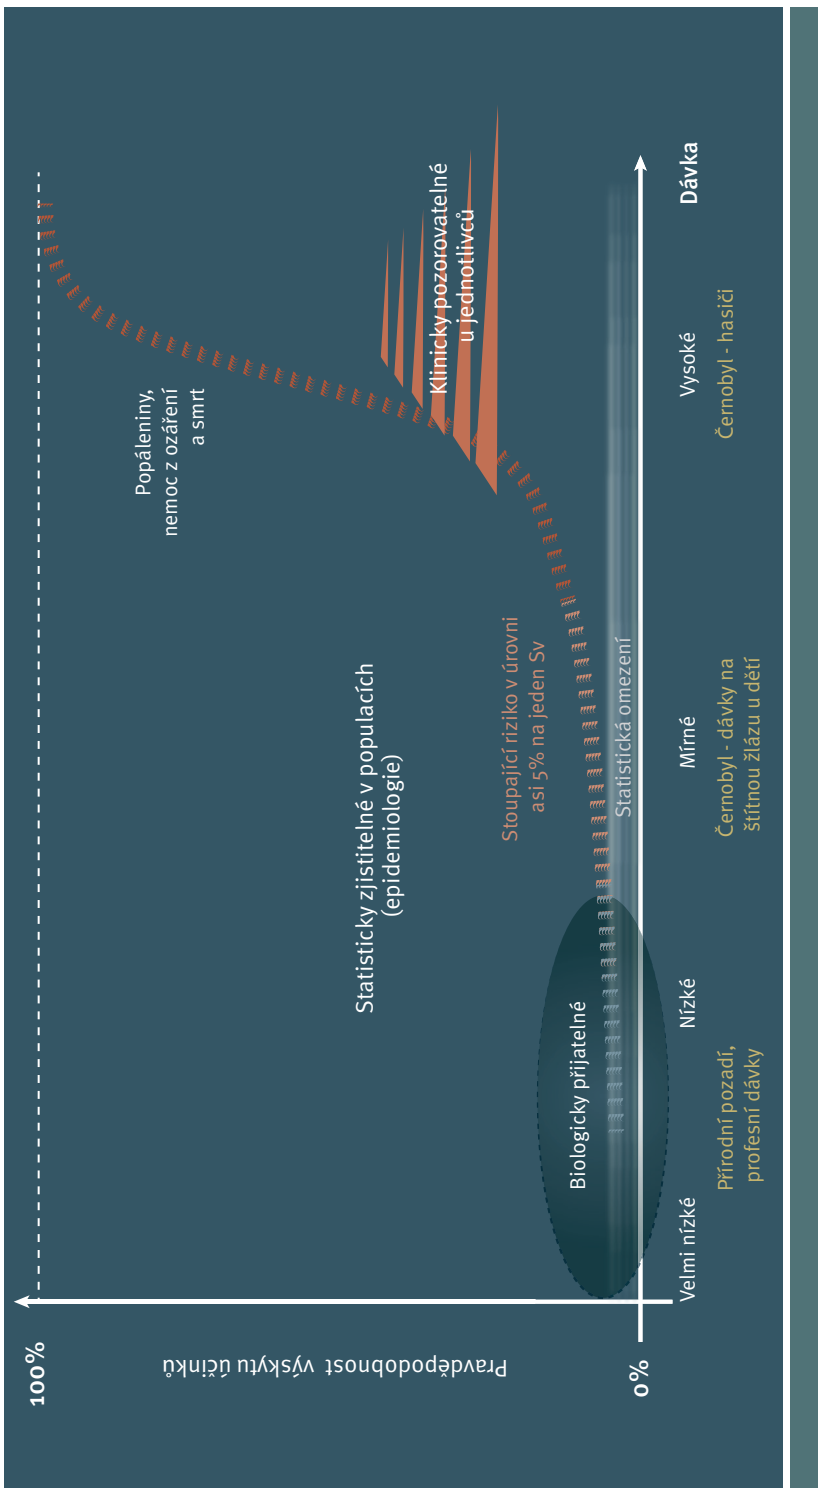 100%
Pravděpodobnost výskytu účinků
0%
Popáleniny,
nemoc z ozáření
a smrt
Klinicky pozorovatelné
u jednotlivců
Statisticky zjistitelné v populacích
(epidemiologie)
Stoupající riziko v úrovni
asi 5% na jeden Sv
Biologicky přijatelné
Statistická omezení
Dávka
Velmi nízké
Nízké
Mírné
Vysoké
Přírodní pozadí,
profesní dávky
Černobyl - dávky na
štítnou žlázu u dětí
Černobyl - hasiči